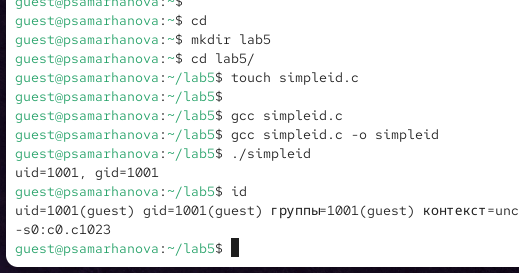 guest@psamarhanova:~$
guest@psamarhanova:~$ cd
guest@psamarhanova:~$ mkdir lab5
guest@psamarhanova:~$ cd lab5/
guest@psamarhanova:~/lab5$ touch simpleid.c
guest@psamarhanova:~/lab5$
guest@psamarhanova:~/lab5$ gcc simpleid.c
guest@psamarhanova:~/lab5$ gcc simpleid.c -o simpleid
guest@psamarhanova:~/lab5$ ./simpleid
uid=1001, gid=1001
guest@psamarhanova:~/lab5$ id
uid=1001(guest) gid=1001(guest) группы=1001(guest) контекст=unc
-s0:c0.c1023
guest@psamarhanova:~/lab5$